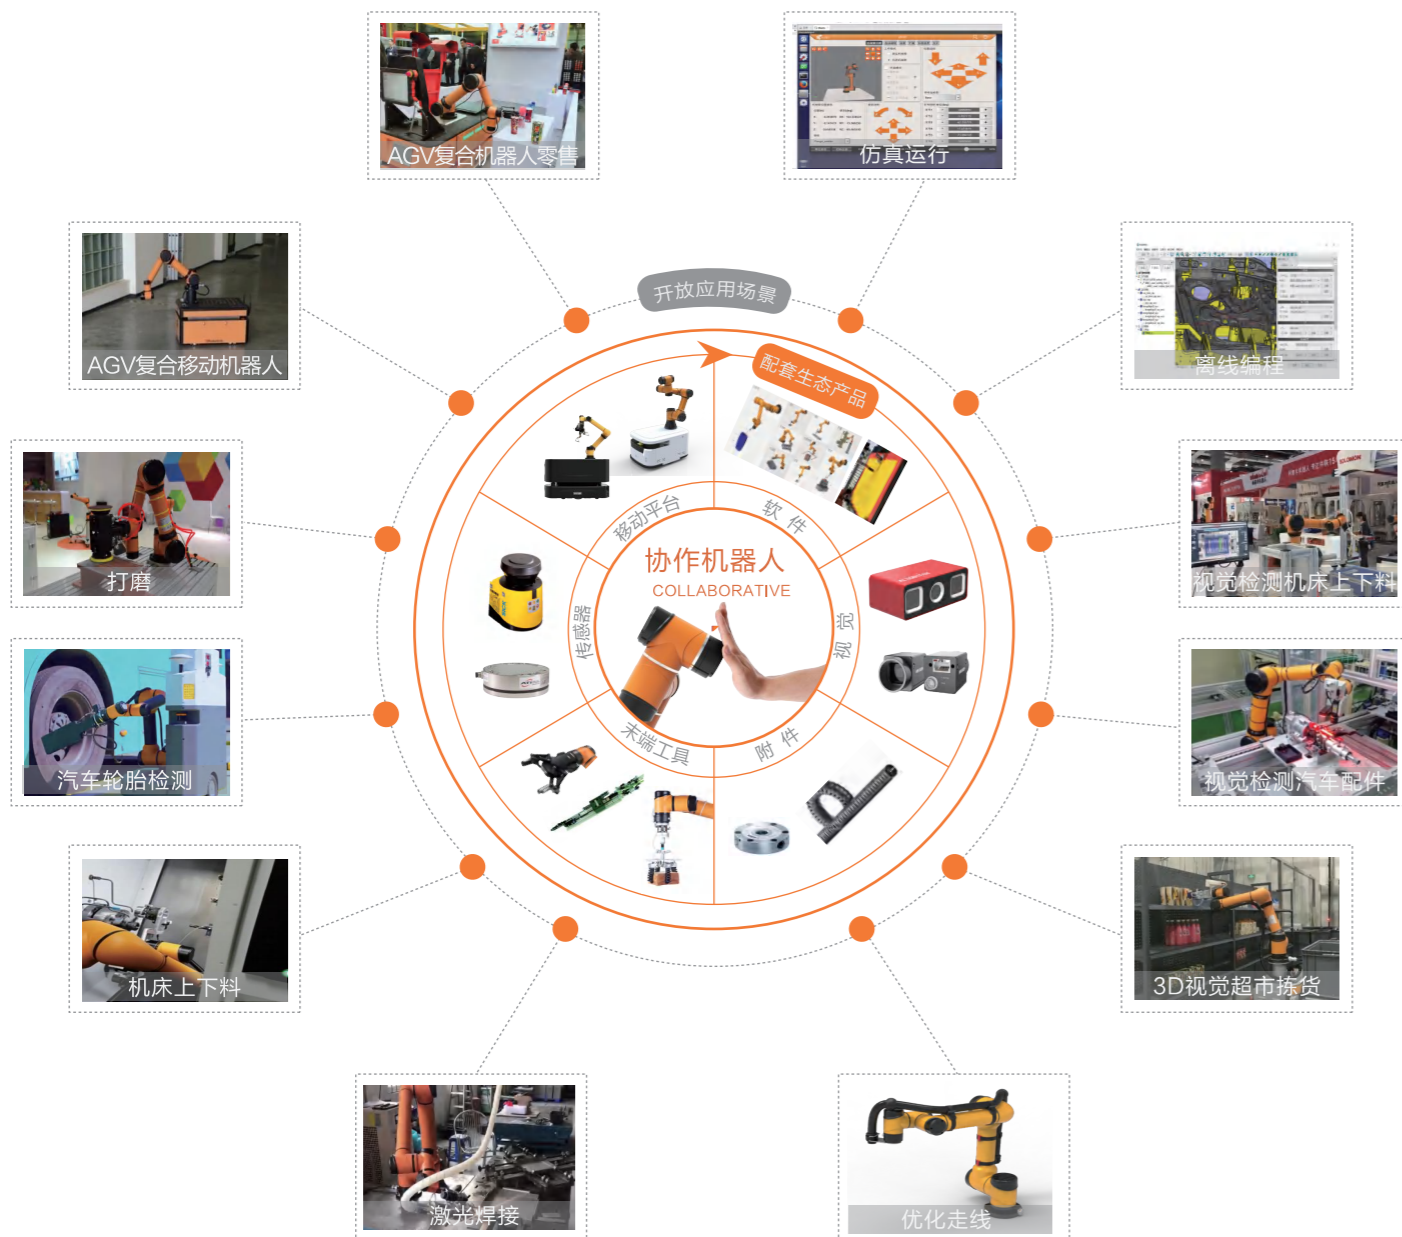 AGV复合机器人零售
仿真运行
AGV复合移动机器人
开放应用场景
离线编程
配套生态产品
打磨
移动平台
软件
视觉检测机床上下料
协作机器人
COLLABORATIVE
传感器
视觉
汽车轮胎检测
末端工具
附件
视觉检测汽车配件
机床上下料
3D视觉超市拣货
激光焊接
优化走线